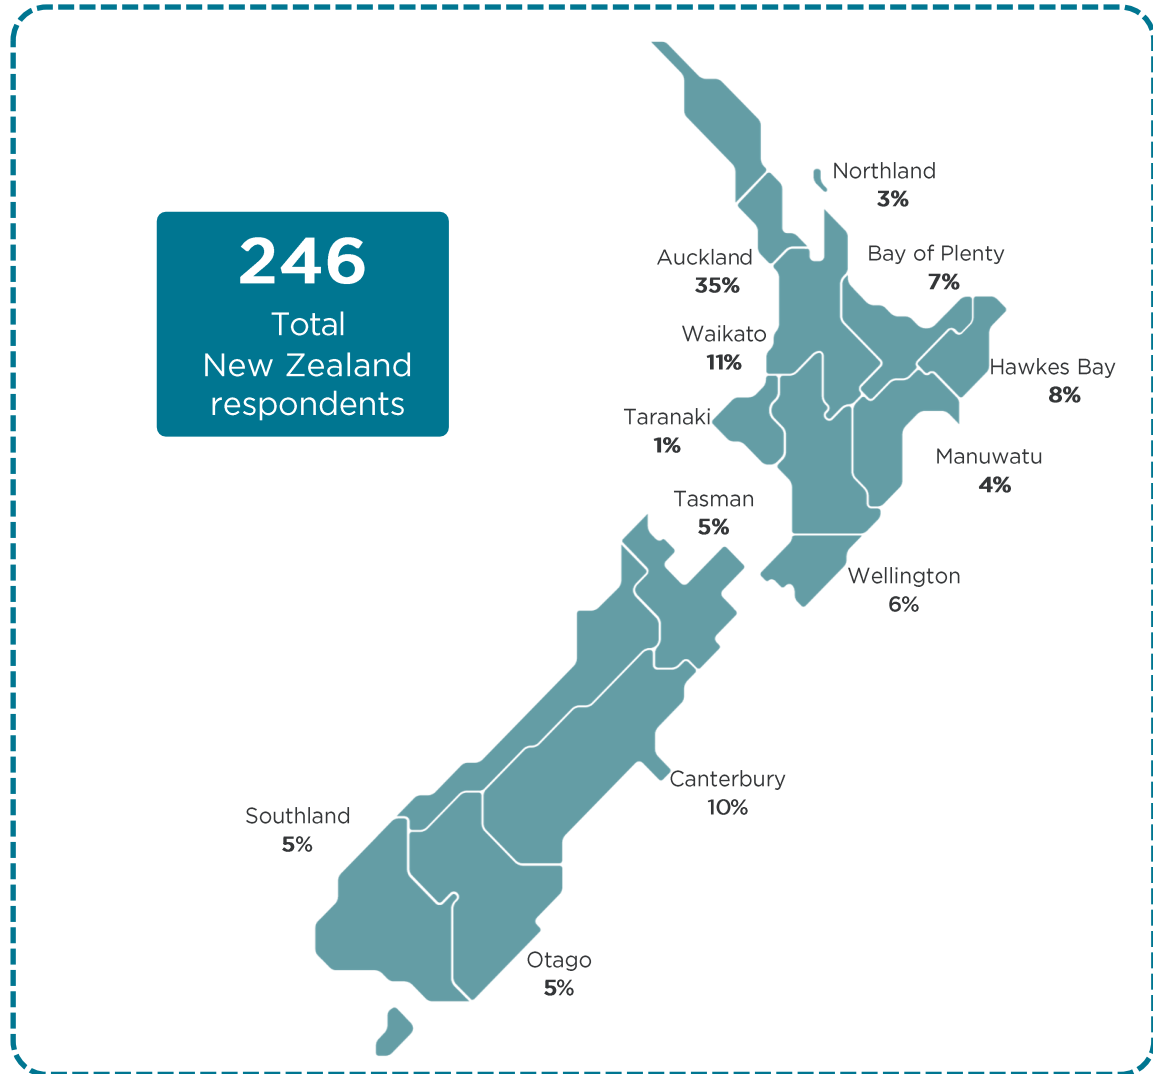 Northland
3%
246
Total
New Zealand
respondents
Auckland
35%
Bay of Plenty
7%
Waikato
11%
Hawkes Bay
8%
Taranaki
1%
Manuwatu
4%
Tasman
5%
Wellington
6%
Canterbury
10%
Southland
5%
Otago
5%